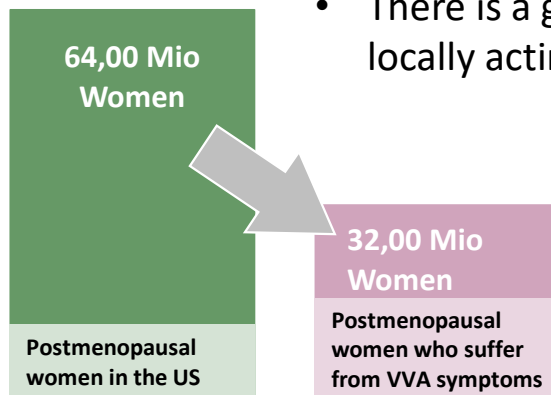 • There is a g
locally actin
64,00 Mio
Women
32,00 Mio
Women
Postmenopausal
women in the US
Postmenopausal
women who suffer
from VVA symptoms